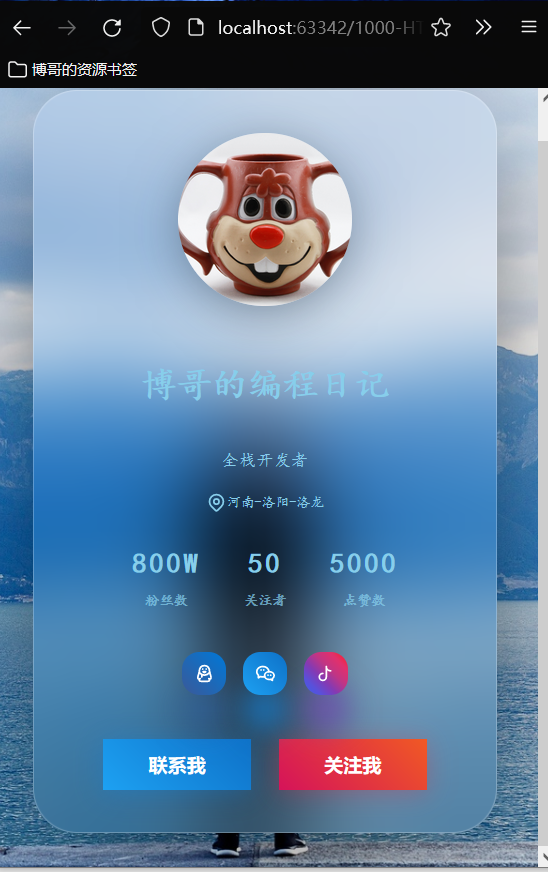 localhost:63342/1000-HT
博哥的资源书签
博哥的编程日记
全栈开发者
河南-洛阳-洛龙
800W 50 5000
粉丝数 关注者 点赞数
联系我 关注我